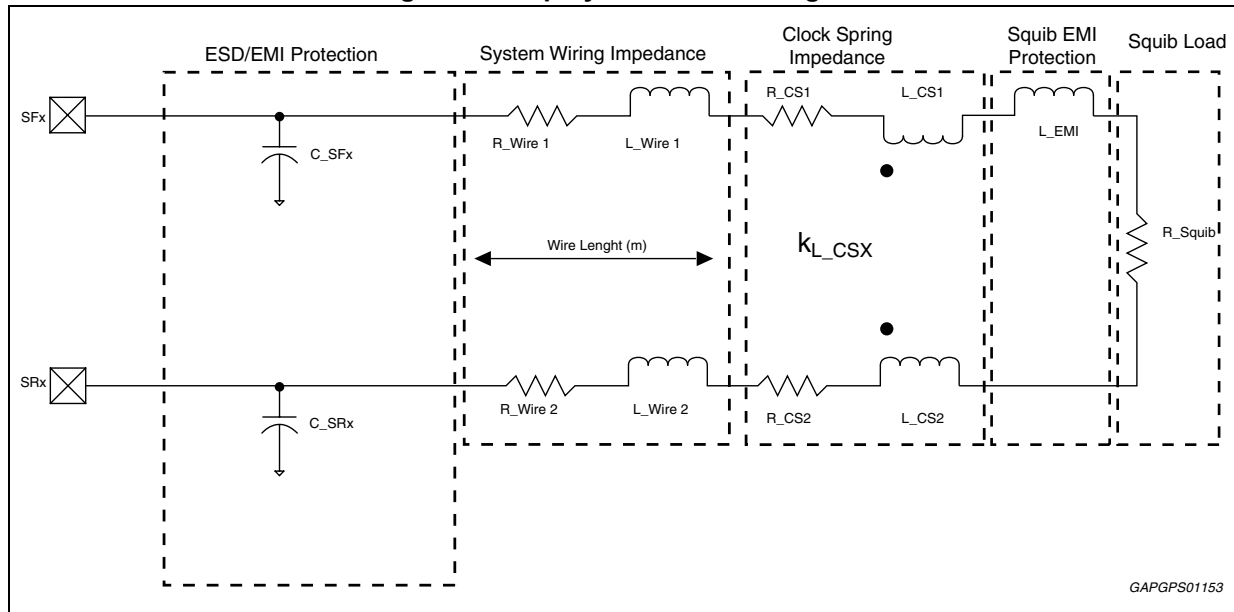 ESD/EMI Protection
System Wiring Impedance
Clock Spring
Impedance
Squib EMI
Protection
Squib Load
SFx
C_SFx
R_Wire 1
L_Wire 1
R_CS1
L_CS1
L_EMI
R_Squib
Wire Lenght (m)
kL_CSX
SRx
C_SRx
R_Wire 2
L_Wire 2
R_CS2
L_CS2
GAPGPS01153